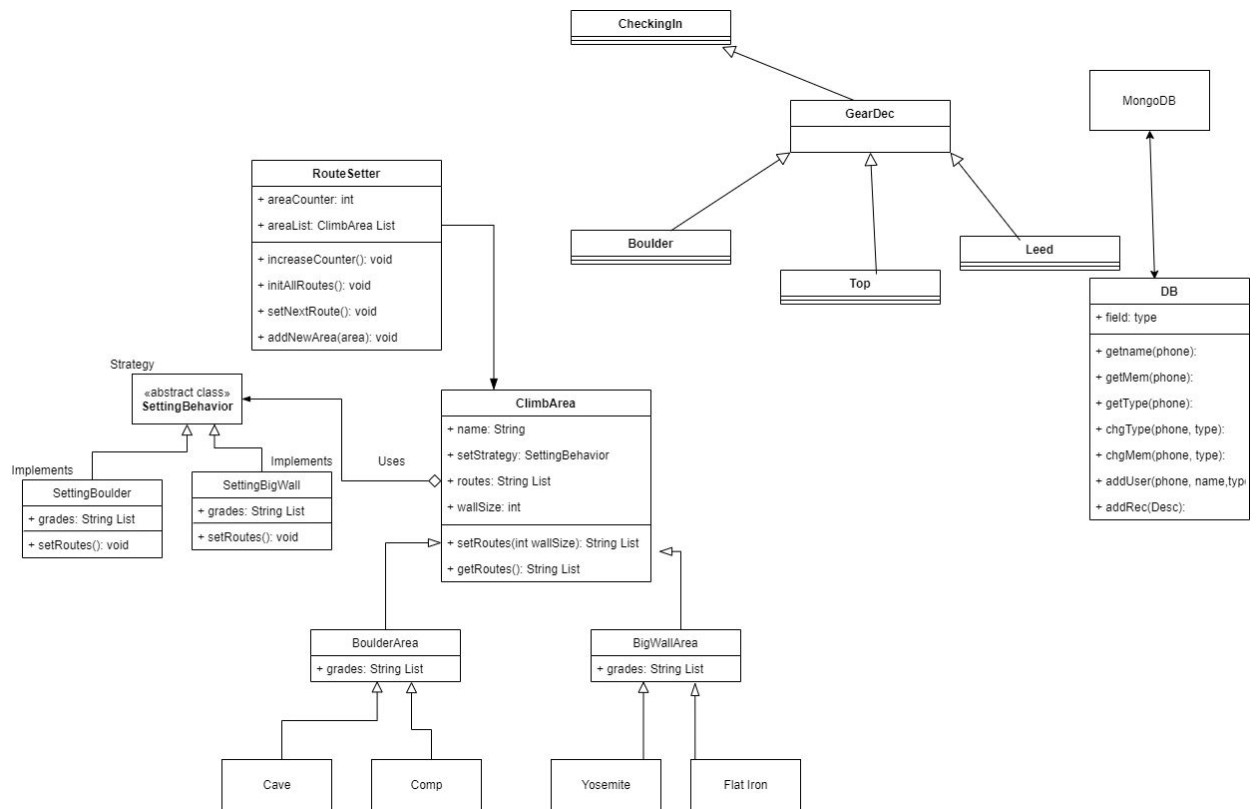 CheckingIn
GearDec
Boulder
Top
Leed
MongoDB
DB
+ field: type
+ getname(phone):
+ getMem(phone):
+ getType(phone):
+ chgType(phone, type):
+ chgMem(phone, type):
+ addUser(phone, name,typ
+ addRec(Desc):
RouteSetter
+ areaCounter: int
+ areaList: ClimbArea List
+ increaseCounter(): void
+ initAllRoutes(): void
+ setNextRoute(): void
+ addNewArea(area): void
Strategy
«abstract class»
SettingBehavior
Implements
Implements
Uses
SettingBoulder
+ grades: String List
+ setRoutes(): void
SettingBigWall
+ grades: String List
+ setRoutes(): void
ClimbArea
+ name: String
+ setStrategy: SettingBehavior
+ routes: String List
+ wallSize: int
+ setRoutes(int wallSize): String List
+ getRoutes(): String List
BoulderArea
+ grades: String List
BigWallArea
+ grades: String List
Cave
Comp
Yosemite
Flat Iron